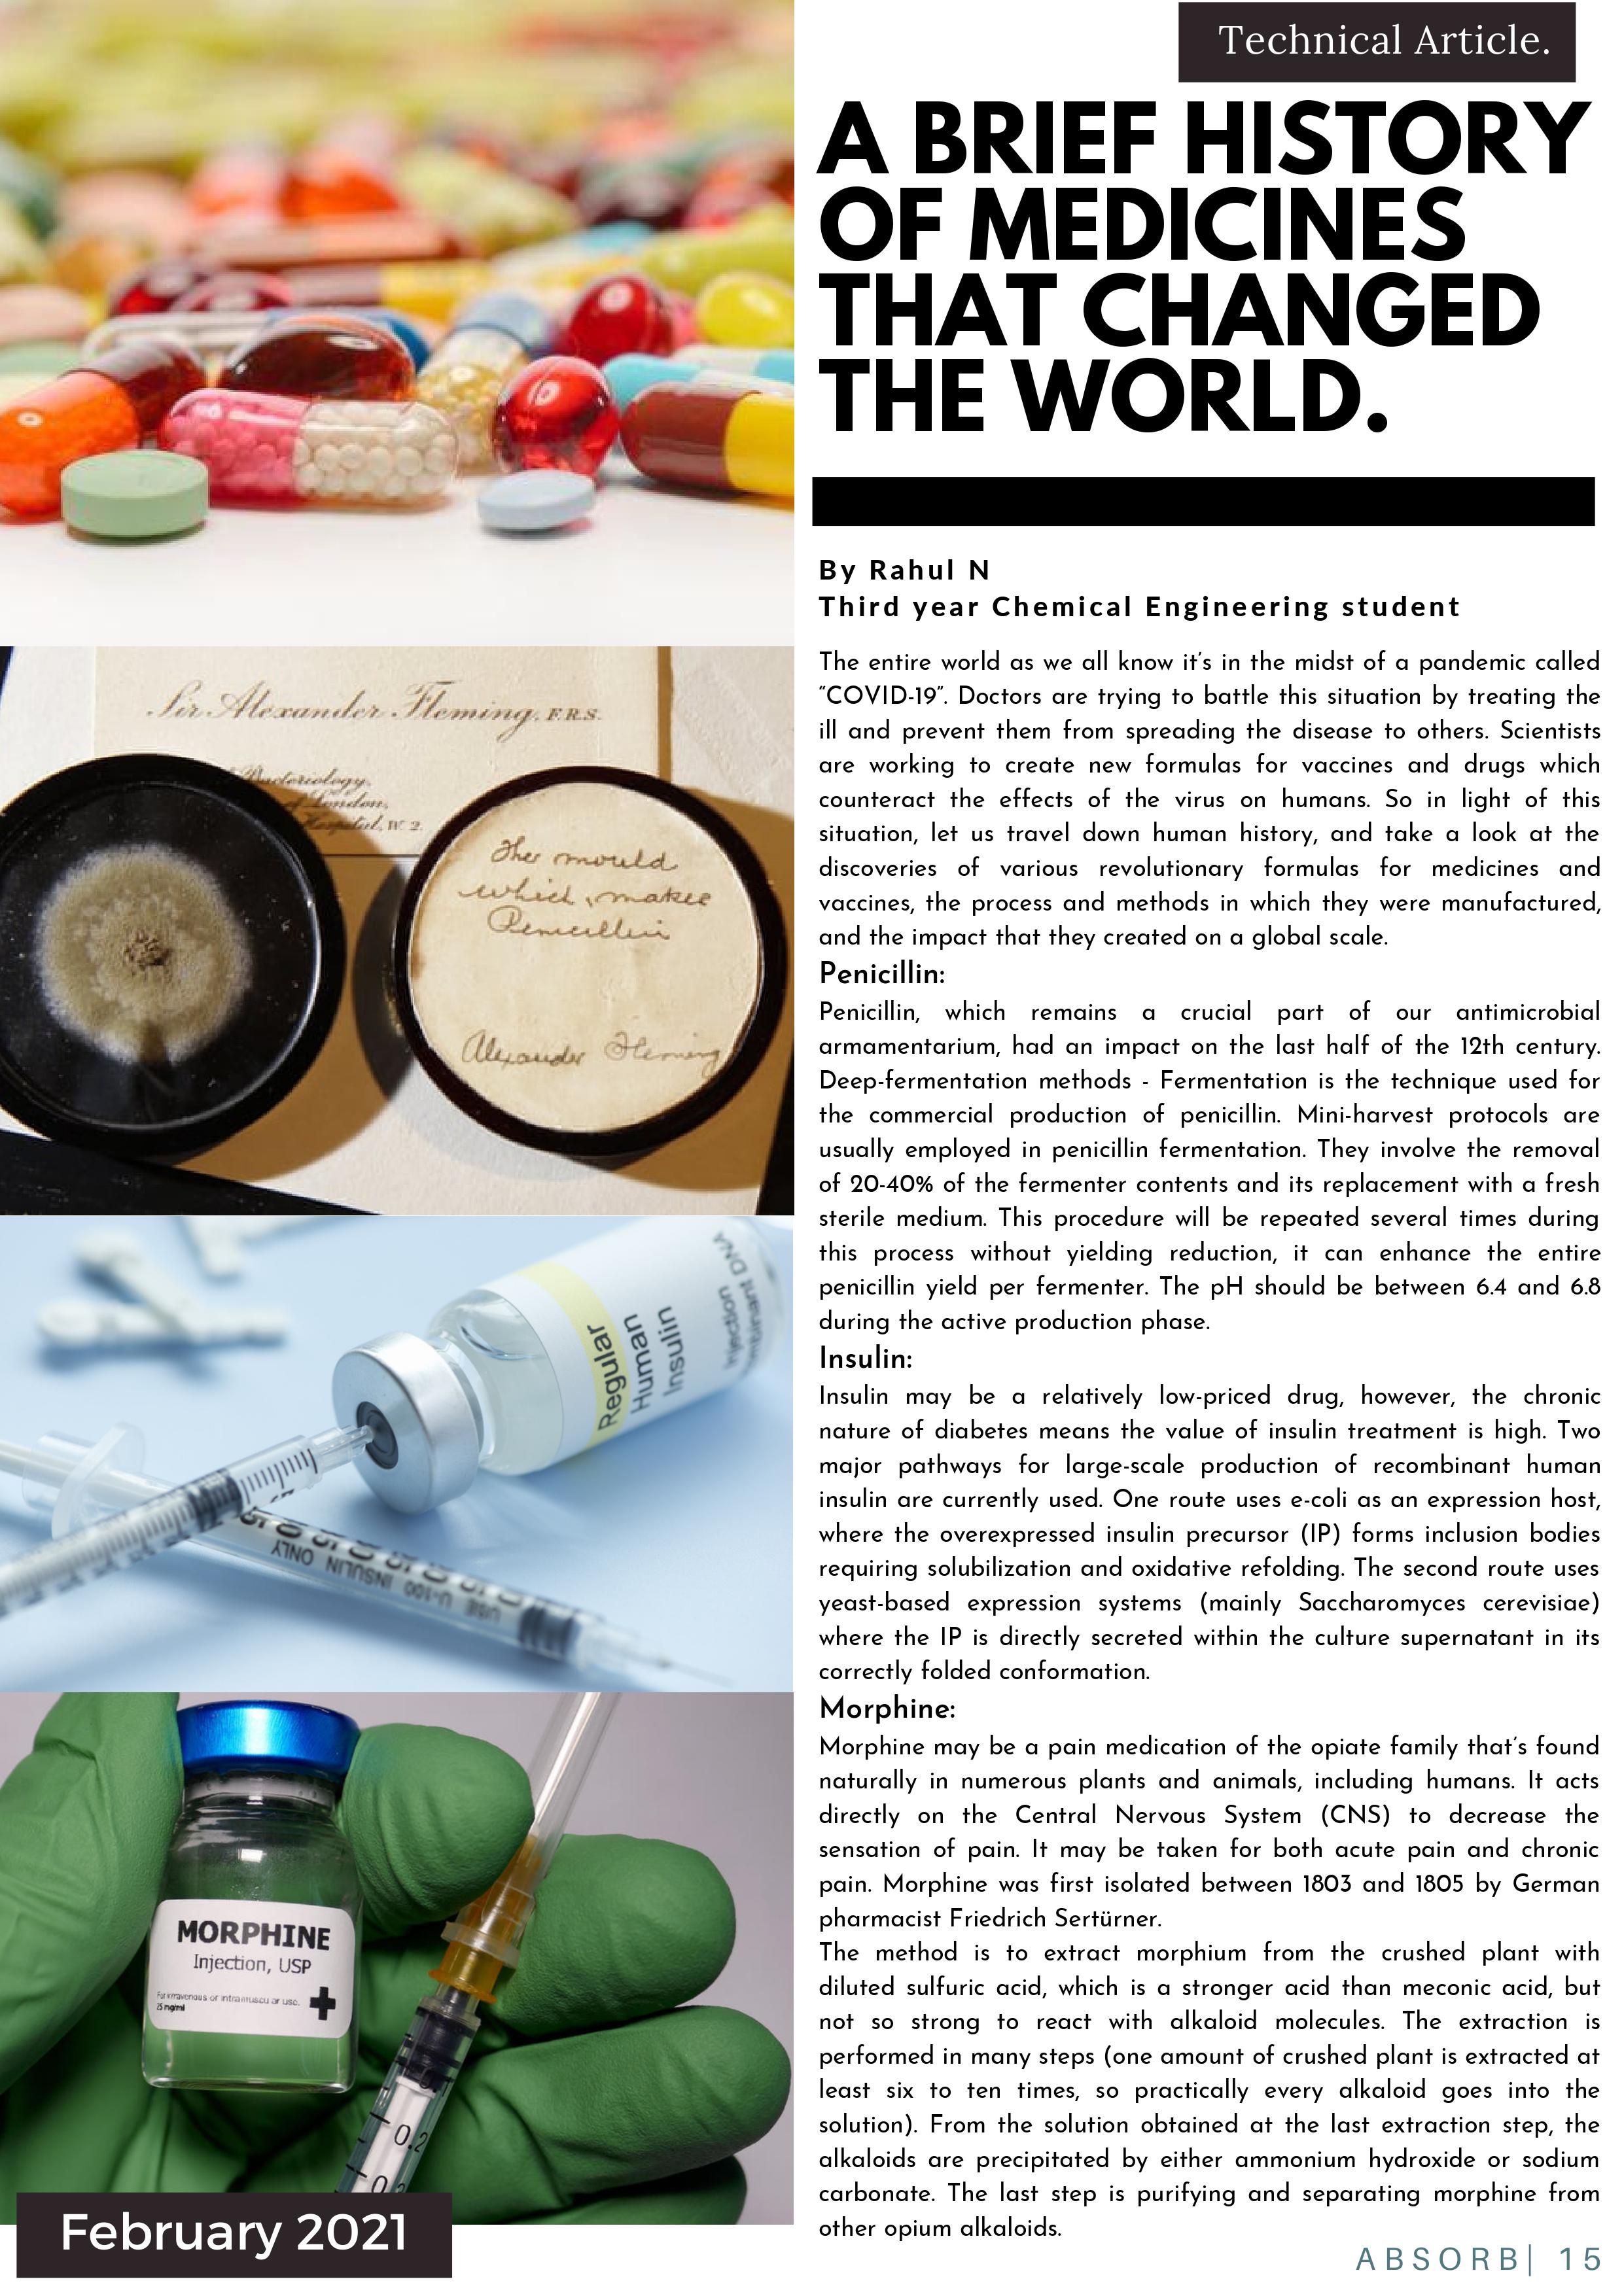 Technical Article.
A BRIEF HISTORY
OF MEDICINES
THAT CHANGED
THE WORLD.
By Rahul N
Third year Chemical Engineering student
The entire world as we all know it's in the midst of a pandemic called
“COVID-19”. Doctors are trying to battle this situation by treating the
ill and prevent them from spreading the disease to others. Scientists
are working to create new formulas for vaccines and drugs which
counteract the effects of the virus on humans. So in light of this
situation, let us travel down human history, and take a look at the
discoveries of various revolutionary formulas for medicines and
vaccines, the process and methods in which they were manufactured,
and the impact that they created on a global scale.
Penicillin:
Penicillin, which remains a crucial part of our antimicrobial
armamentarium, had an impact on the last half of the 12th century.
Deep-fermentation methods - Fermentation is the technique used for
the commercial production of penicillin. Mini-harvest protocols are
usually employed in penicillin fermentation. They involve the removal
of 20-40% of the fermenter contents and its replacement with a fresh
sterile medium. This procedure will be repeated several times during
this process without yielding reduction, it can enhance the entire
penicillin yield per fermenter. The pH should be between 6.4 and 6.8
during the active production phase.
Insulin:
Insulin may be a relatively low-priced drug, however, the chronic
nature of diabetes means the value of insulin treatment is high. Two
major pathways for large-scale production of recombinant human
insulin are currently used. One route uses e-coli as an expression host,
where the overexpressed insulin precursor (IP) forms inclusion bodies
requiring solubilization and oxidative refolding. The second route uses
yeast-based expression systems (mainly Saccharomyces cerevisiae)
where the IP is directly secreted within the culture supernatant in its
correctly folded conformation.
Morphine:
Morphine may be a pain medication of the opiate family that's found
naturally in numerous plants and animals, including humans. It acts
directly on the Central Nervous System (CNS) to decrease the
sensation of pain. It may be taken for both acute pain and chronic
pain. Morphine was first isolated between 1803 and 1805 by German
pharmacist Friedrich Sertürner.
The method is to extract morphium from the crushed plant with
diluted sulfuric acid, which is a stronger acid than meconic acid, but
not so strong to react with alkaloid molecules. The extraction is
performed in many steps (one amount of crushed plant is extracted at
least six to ten times, so practically every alkaloid goes into the
solution). From the solution obtained at the last extraction step, the
alkaloids are precipitated by either ammonium hydroxide or sodium
carbonate. The last step is purifying and separating morphine from
other opium alkaloids.
Sir Alexander Fleming, F.R.S.
Bacteriology,
of London,
Hospital, W 2.
The mould
which makes
Penicillin
Alexander Fleming
Regular
Human
Insulin
Injection
DNA
USE U-100 INSULIN ONLY
MORPHINE
Injection, USP
For intravenous or intramuscular use.
0.2
February 2021
ABSORB| 15